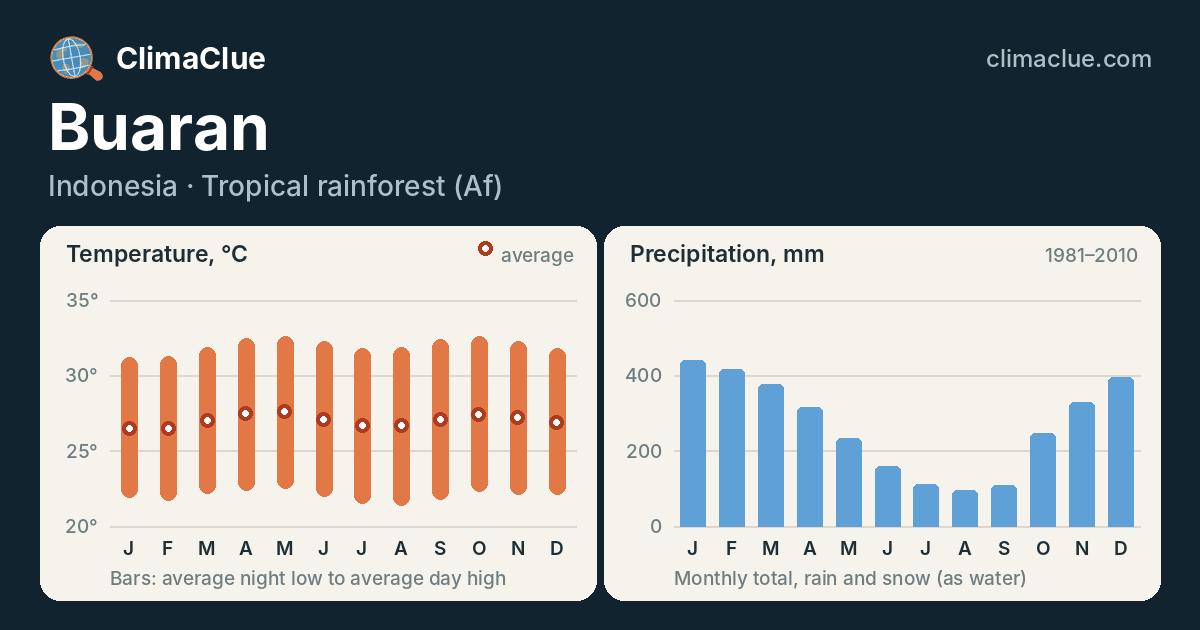 ClimaClue
climaclue.com
Buaran
Indonesia · Tropical rainforest (Af)
Temperature, °C
average
35°
30°
25°
20°
J F M A M J J A S O N D
Bars: average night low to average day high
Precipitation, mm
1981–2010
600
400
200
0
J F M A M J J A S O N D
Monthly total, rain and snow (as water)